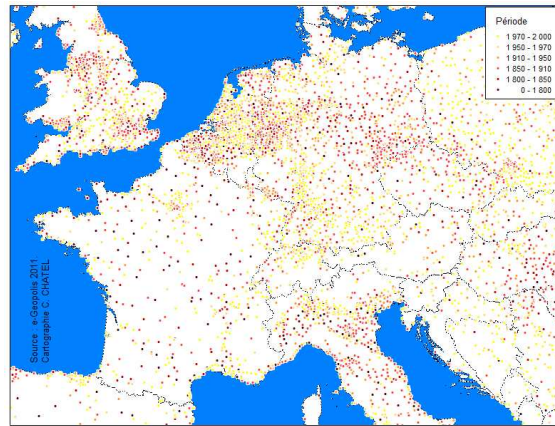 Période
1 970 - 2 000
1 950 - 1 970
1 910 - 1 950
1 850 - 1 910
1 800 - 1 850
0 - 1 800
Source : e-Geopolis 2011
Cartographie C. CHATEL